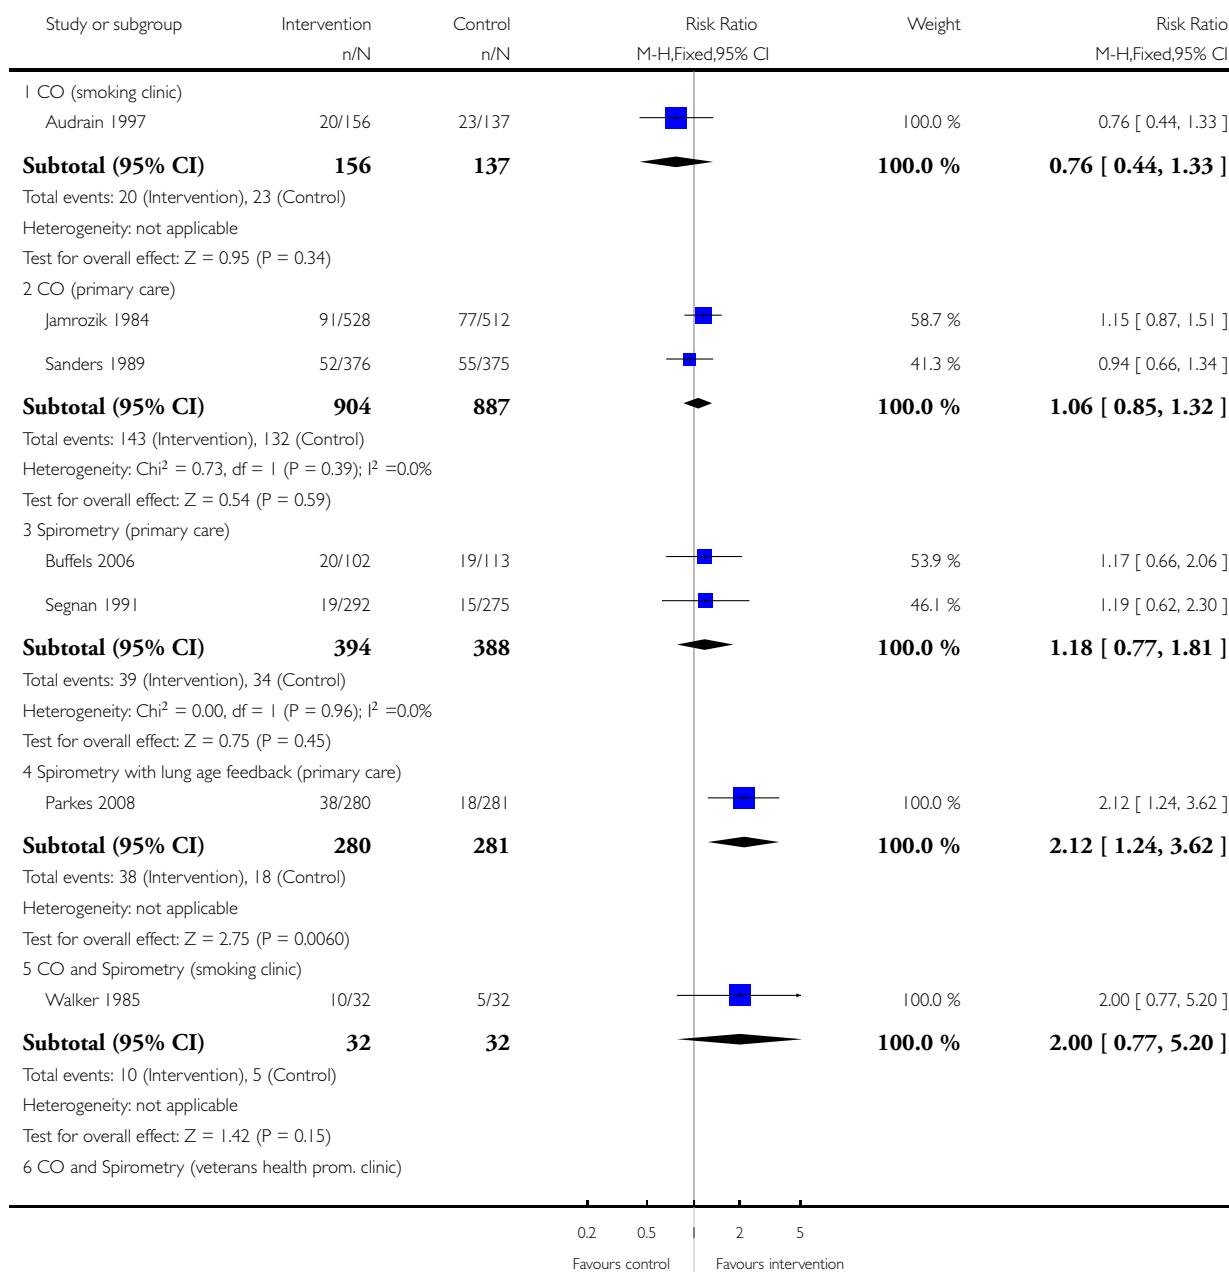 Study or subgroup Intervention Control Risk Ratio Weight Risk Ratio
n/N n/N M-H,Fixed,95% CI M-H,Fixed,95% CI
1 CO (smoking clinic)
Audrain 1997 20/156 23/137 100.0 % 0.76 [ 0.44, 1.33 ]
Subtotal (95% CI) 156 137 100.0 % 0.76 [ 0.44, 1.33 ]
Total events: 20 (Intervention), 23 (Control)
Heterogeneity: not applicable
Test for overall effect: Z = 0.95 (P = 0.34)
2 CO (primary care)
Jamrozik 1984 91/528 77/512 58.7 % 1.15 [ 0.87, 1.51 ]
Sanders 1989 52/376 55/375 41.3 % 0.94 [ 0.66, 1.34 ]
Subtotal (95% CI) 904 887 100.0 % 1.06 [ 0.85, 1.32 ]
Total events: 143 (Intervention), 132 (Control)
Heterogeneity: Chi² = 0.73, df = 1 (P = 0.39); I² =0.0%
Test for overall effect: Z = 0.54 (P = 0.59)
3 Spirometry (primary care)
Buffels 2006 20/102 19/113 53.9 % 1.17 [ 0.66, 2.06 ]
Segnan 1991 19/292 15/275 46.1 % 1.19 [ 0.62, 2.30 ]
Subtotal (95% CI) 394 388 100.0 % 1.18 [ 0.77, 1.81 ]
Total events: 39 (Intervention), 34 (Control)
Heterogeneity: Chi² = 0.00, df = 1 (P = 0.96); I² =0.0%
Test for overall effect: Z = 0.75 (P = 0.45)
4 Spirometry with lung age feedback (primary care)
Parkes 2008 38/280 18/281 100.0 % 2.12 [ 1.24, 3.62 ]
Subtotal (95% CI) 280 281 100.0 % 2.12 [ 1.24, 3.62 ]
Total events: 38 (Intervention), 18 (Control)
Heterogeneity: not applicable
Test for overall effect: Z = 2.75 (P = 0.0060)
5 CO and Spirometry (smoking clinic)
Walker 1985 10/32 5/32 100.0 % 2.00 [ 0.77, 5.20 ]
Subtotal (95% CI) 32 32 100.0 % 2.00 [ 0.77, 5.20 ]
Total events: 10 (Intervention), 5 (Control)
Heterogeneity: not applicable
Test for overall effect: Z = 1.42 (P = 0.15)
6 CO and Spirometry (veterans health prom. clinic)
0.2 0.5 1 2 5
Favours control Favours intervention